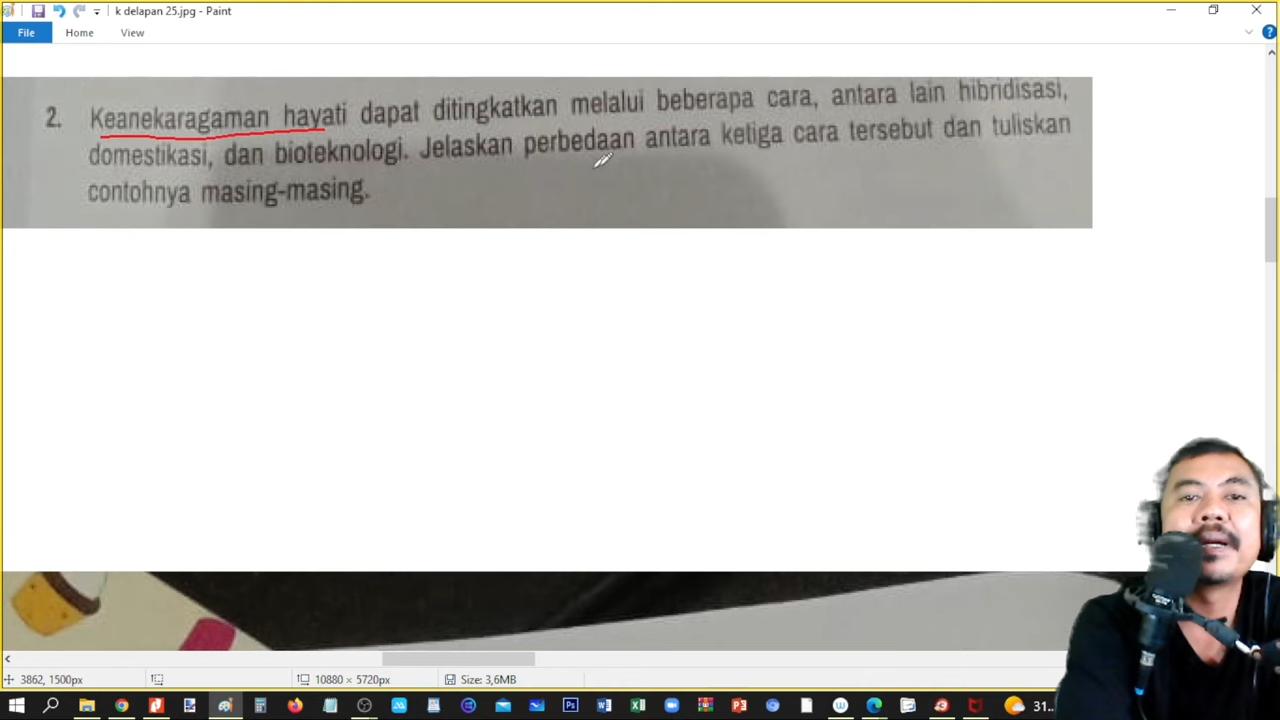 k delapan 25.jpg - Paint
File Home View
2. Keanekaragaman hayati dapat ditingkatkan melalui beberapa cara, antara lain hibridisasi,
domestikasi, dan bioteknologi. Jelaskan perbedaan antara ketiga cara tersebut dan tuliskan
contohnya masing-masing.
3862, 1500px 10880 × 5720px Size: 3,6MB
31...